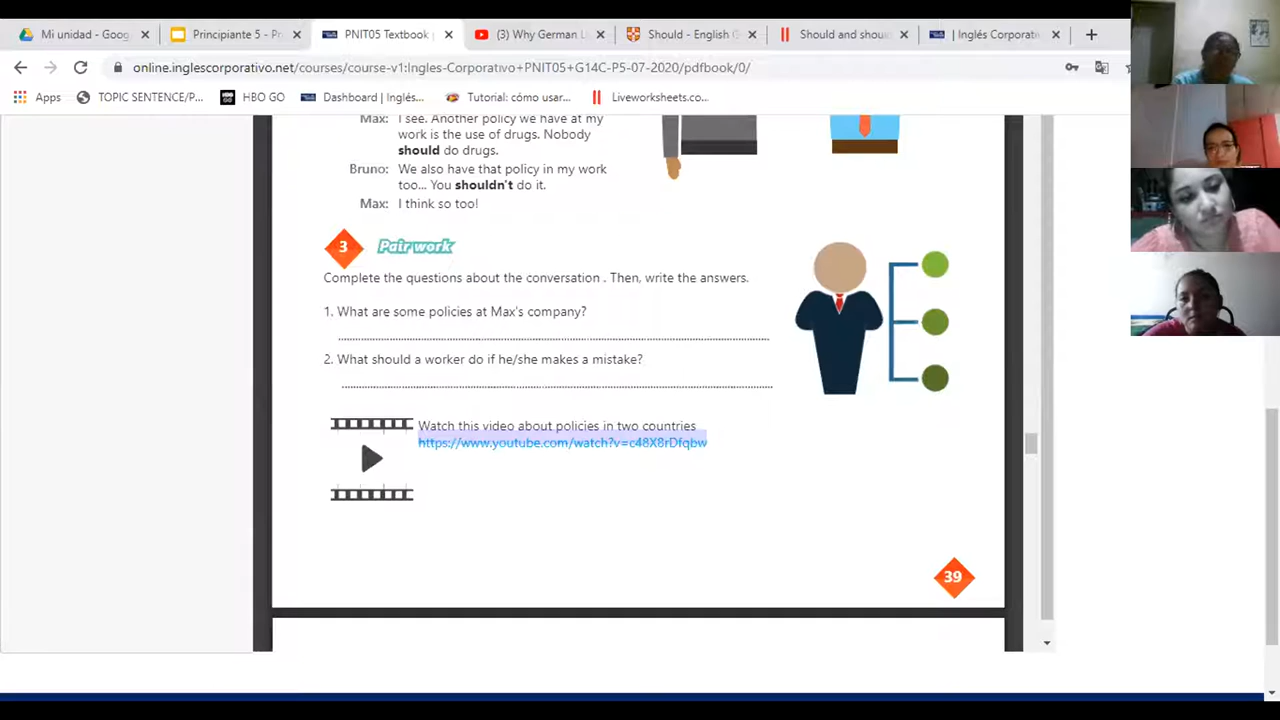 Mi unidad - Goog
Principiante 5 - Pr
PNIT05 Textbook
(3) Why German L
Should - English G
Should and shou
| Inglés Corporati
online.inglescorporativo.net/courses/course-v1:Ingles-Corporativo+PNIT05+G14C-P5-07-2020/pdfbook/0/
Apps
TOPIC SENTENCE/P...
HBO GO
Dashboard | Inglés...
Tutorial: cómo usar...
Liveworksheets.co...
Max: I see. Another policy we have at my
work is the use of drugs. Nobody
should do drugs.
Bruno: We also have that policy in my work
too... You shouldn't do it.
Max: I think so too!
3 Pair work
Complete the questions about the conversation . Then, write the answers.
1. What are some policies at Max's company?
2. What should a worker do if he/she makes a mistake?
Watch this video about policies in two countries
https://www.youtube.com/watch?v=c48X8rDfqbw
39